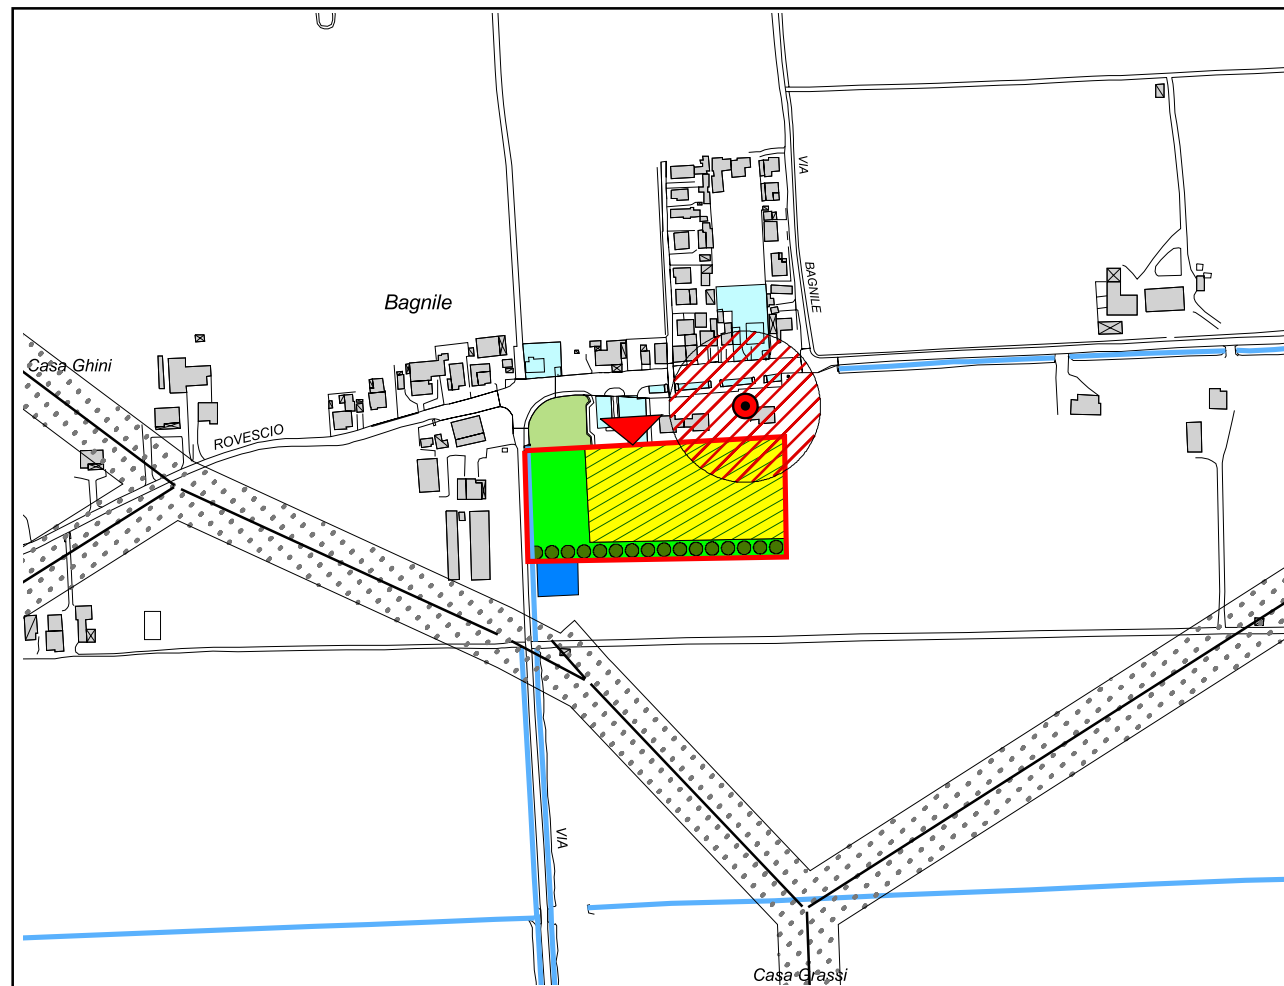 VIA
BAGNILE
Bagnile
Casa Ghini
ROVESCIO
VIA
Casa Grassi